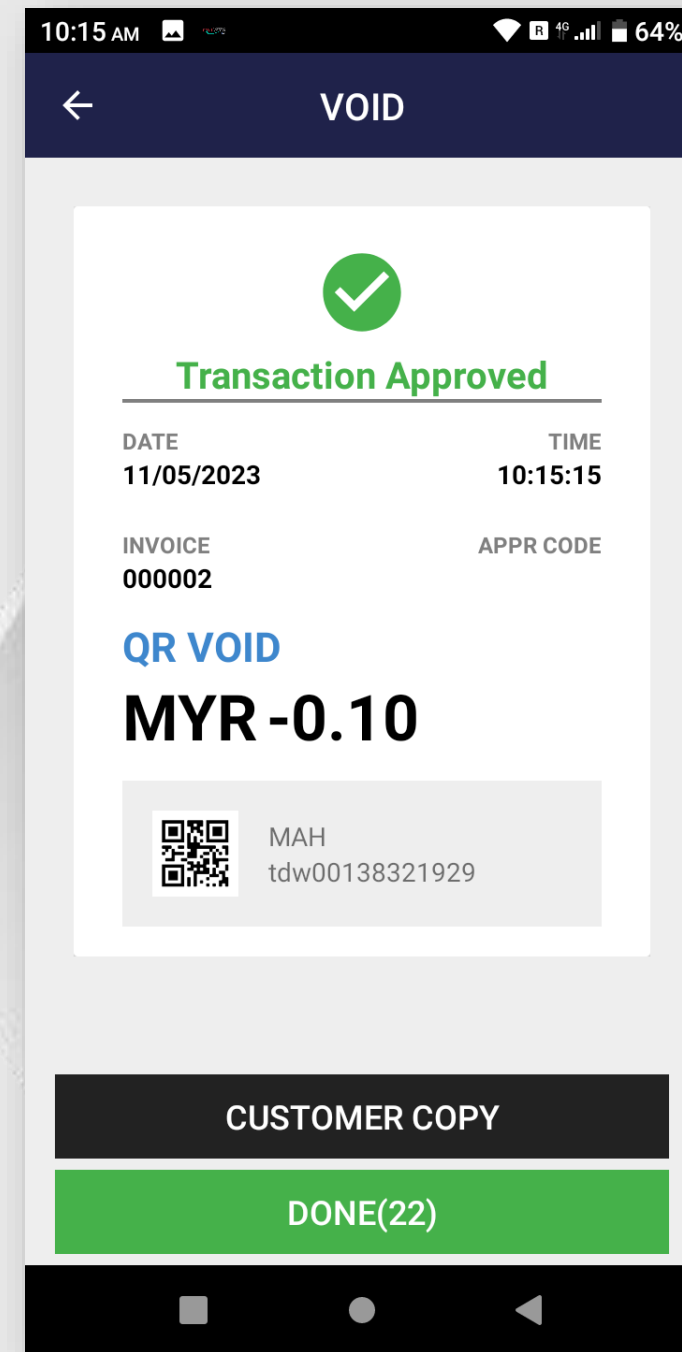 10:15 AM R 4G 64%
VOID
Transaction Approved
DATE TIME
11/05/2023 10:15:15
INVOICE APPR CODE
000002
QR VOID
MYR -0.10
MAH
tdw00138321929
CUSTOMER COPY
DONE(22)